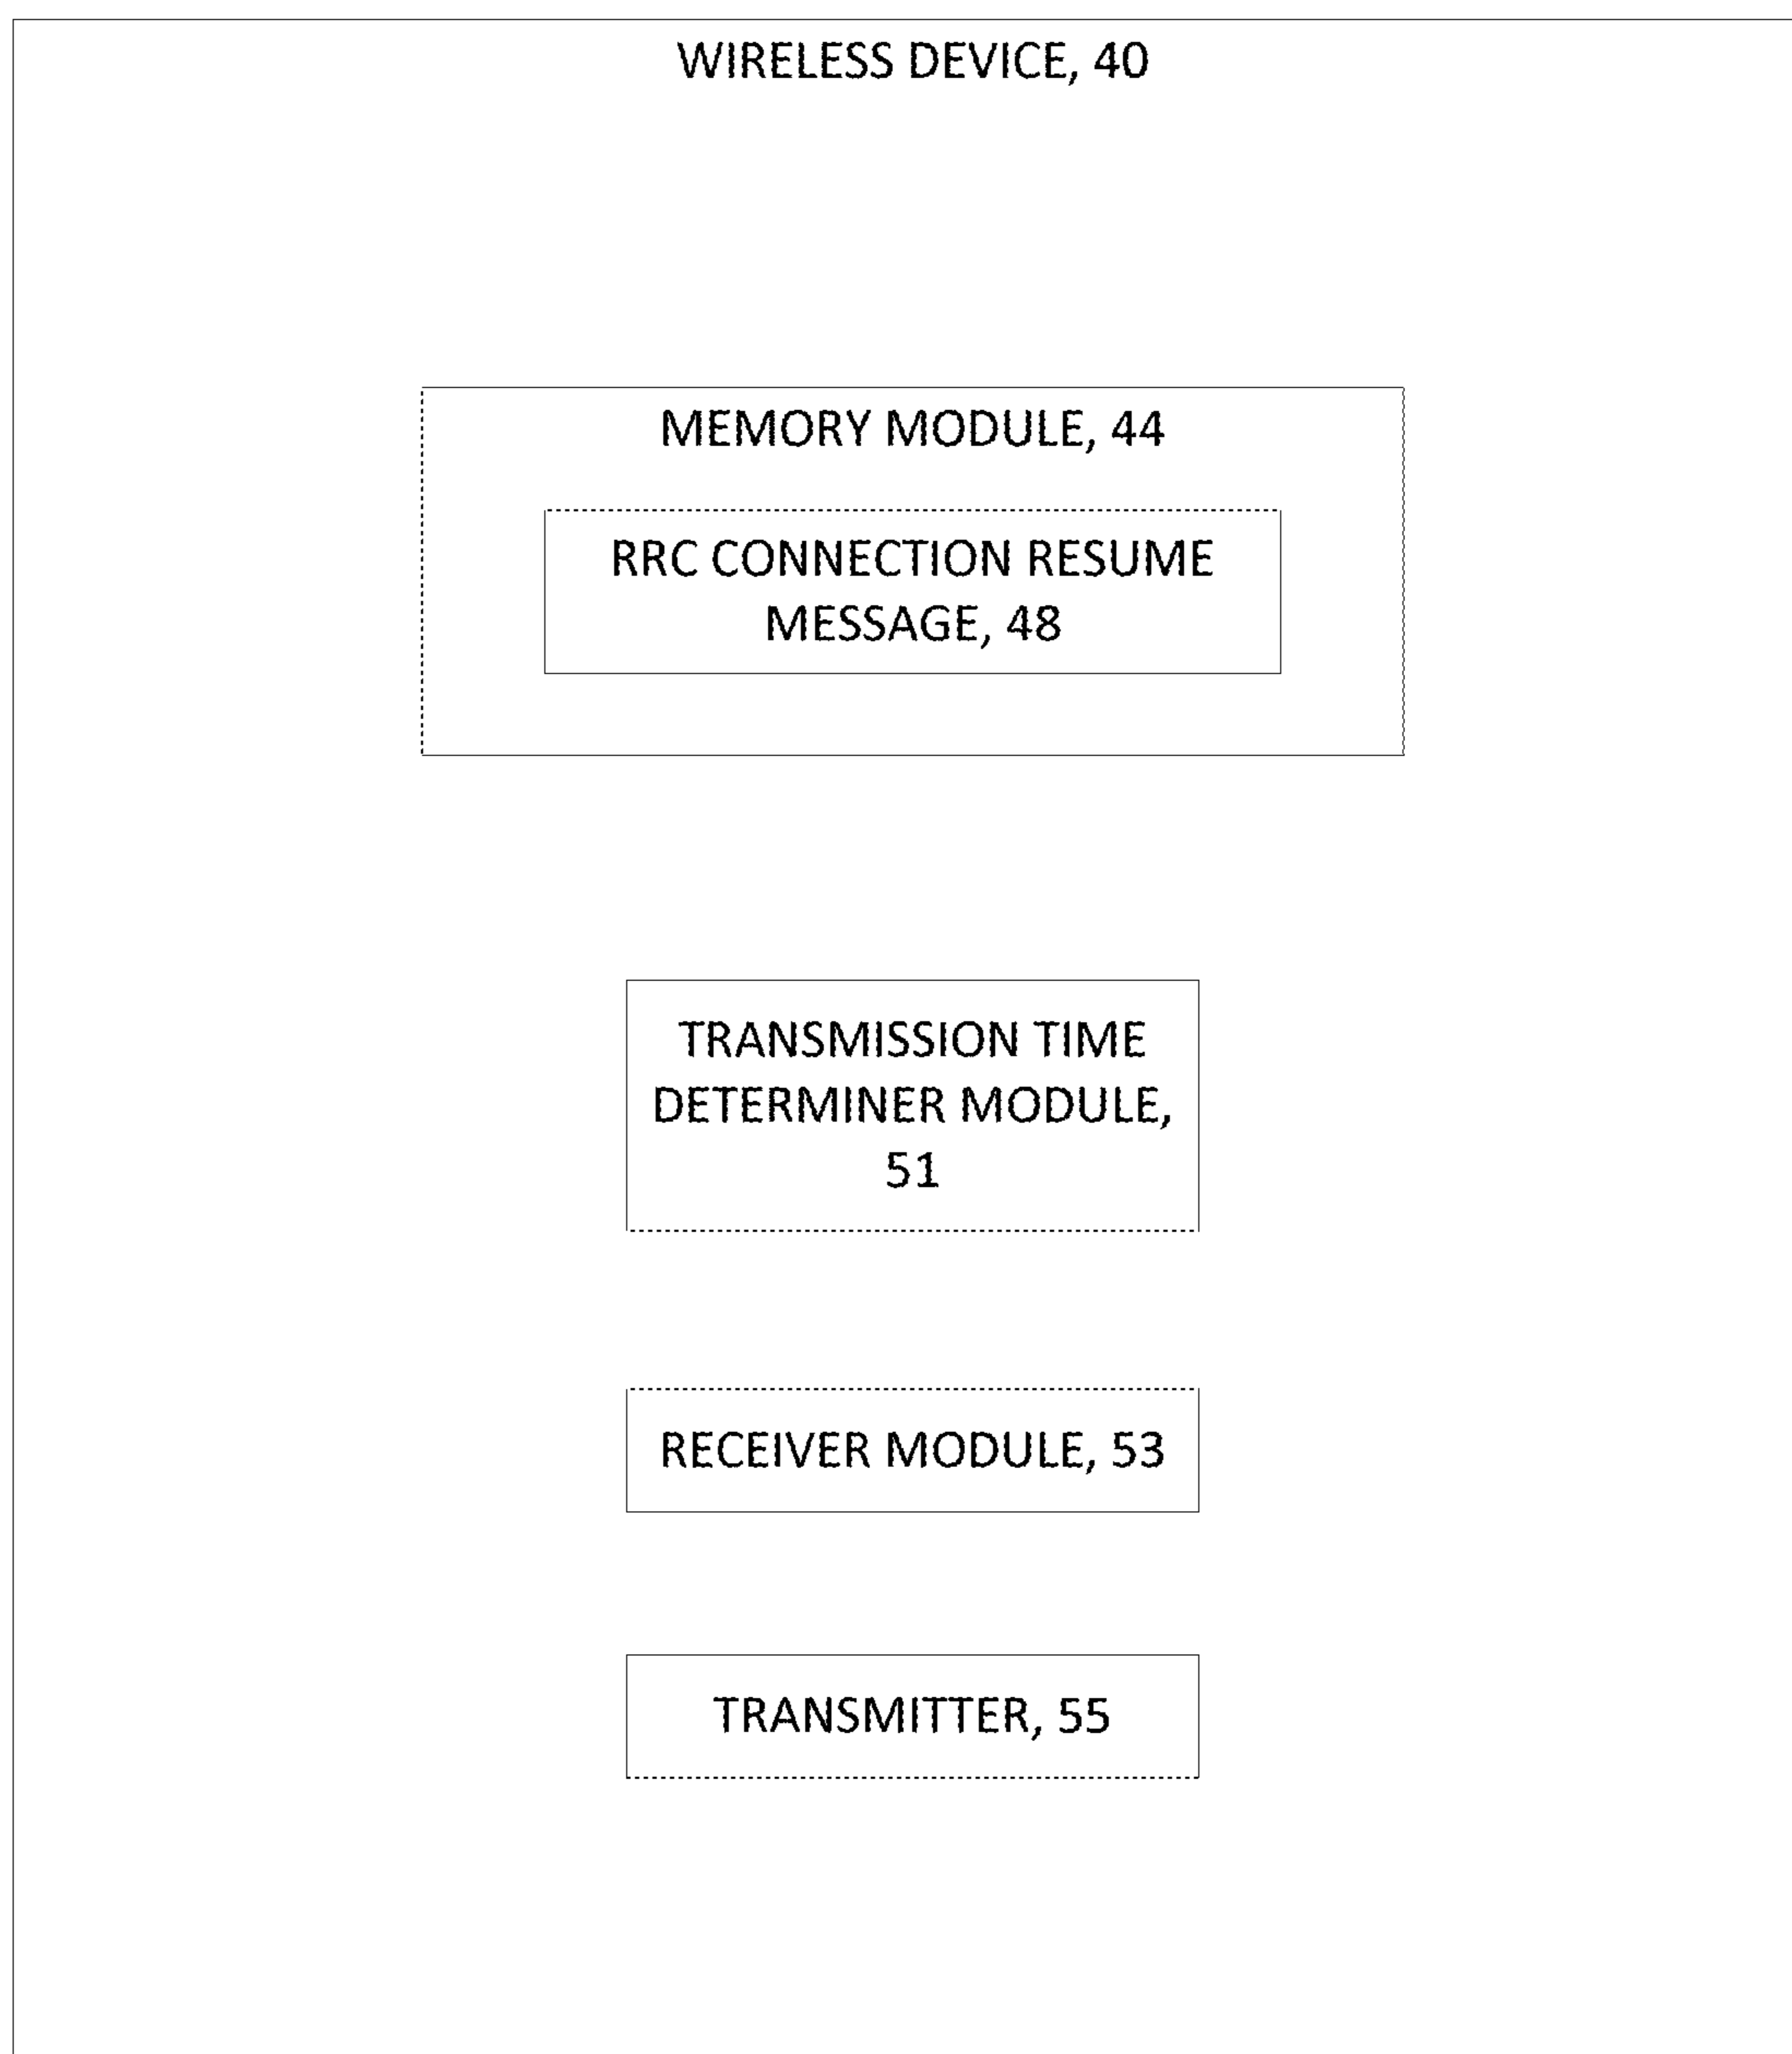 WIRELESS DEVICE, 40
MEMORY MODULE, 44
RRC CONNECTION RESUME
MESSAGE, 48
TRANSMISSION TIME
DETERMINER MODULE,
51
RECEIVER MODULE, 53
TRANSMITTER, 55